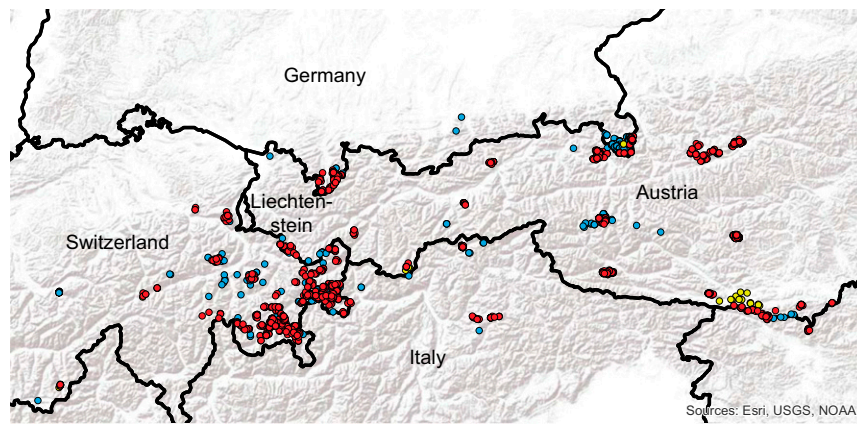 Germany
Liechten-
stein
Austria
Switzerland
Italy
Sources: Esri, USGS, NOAA